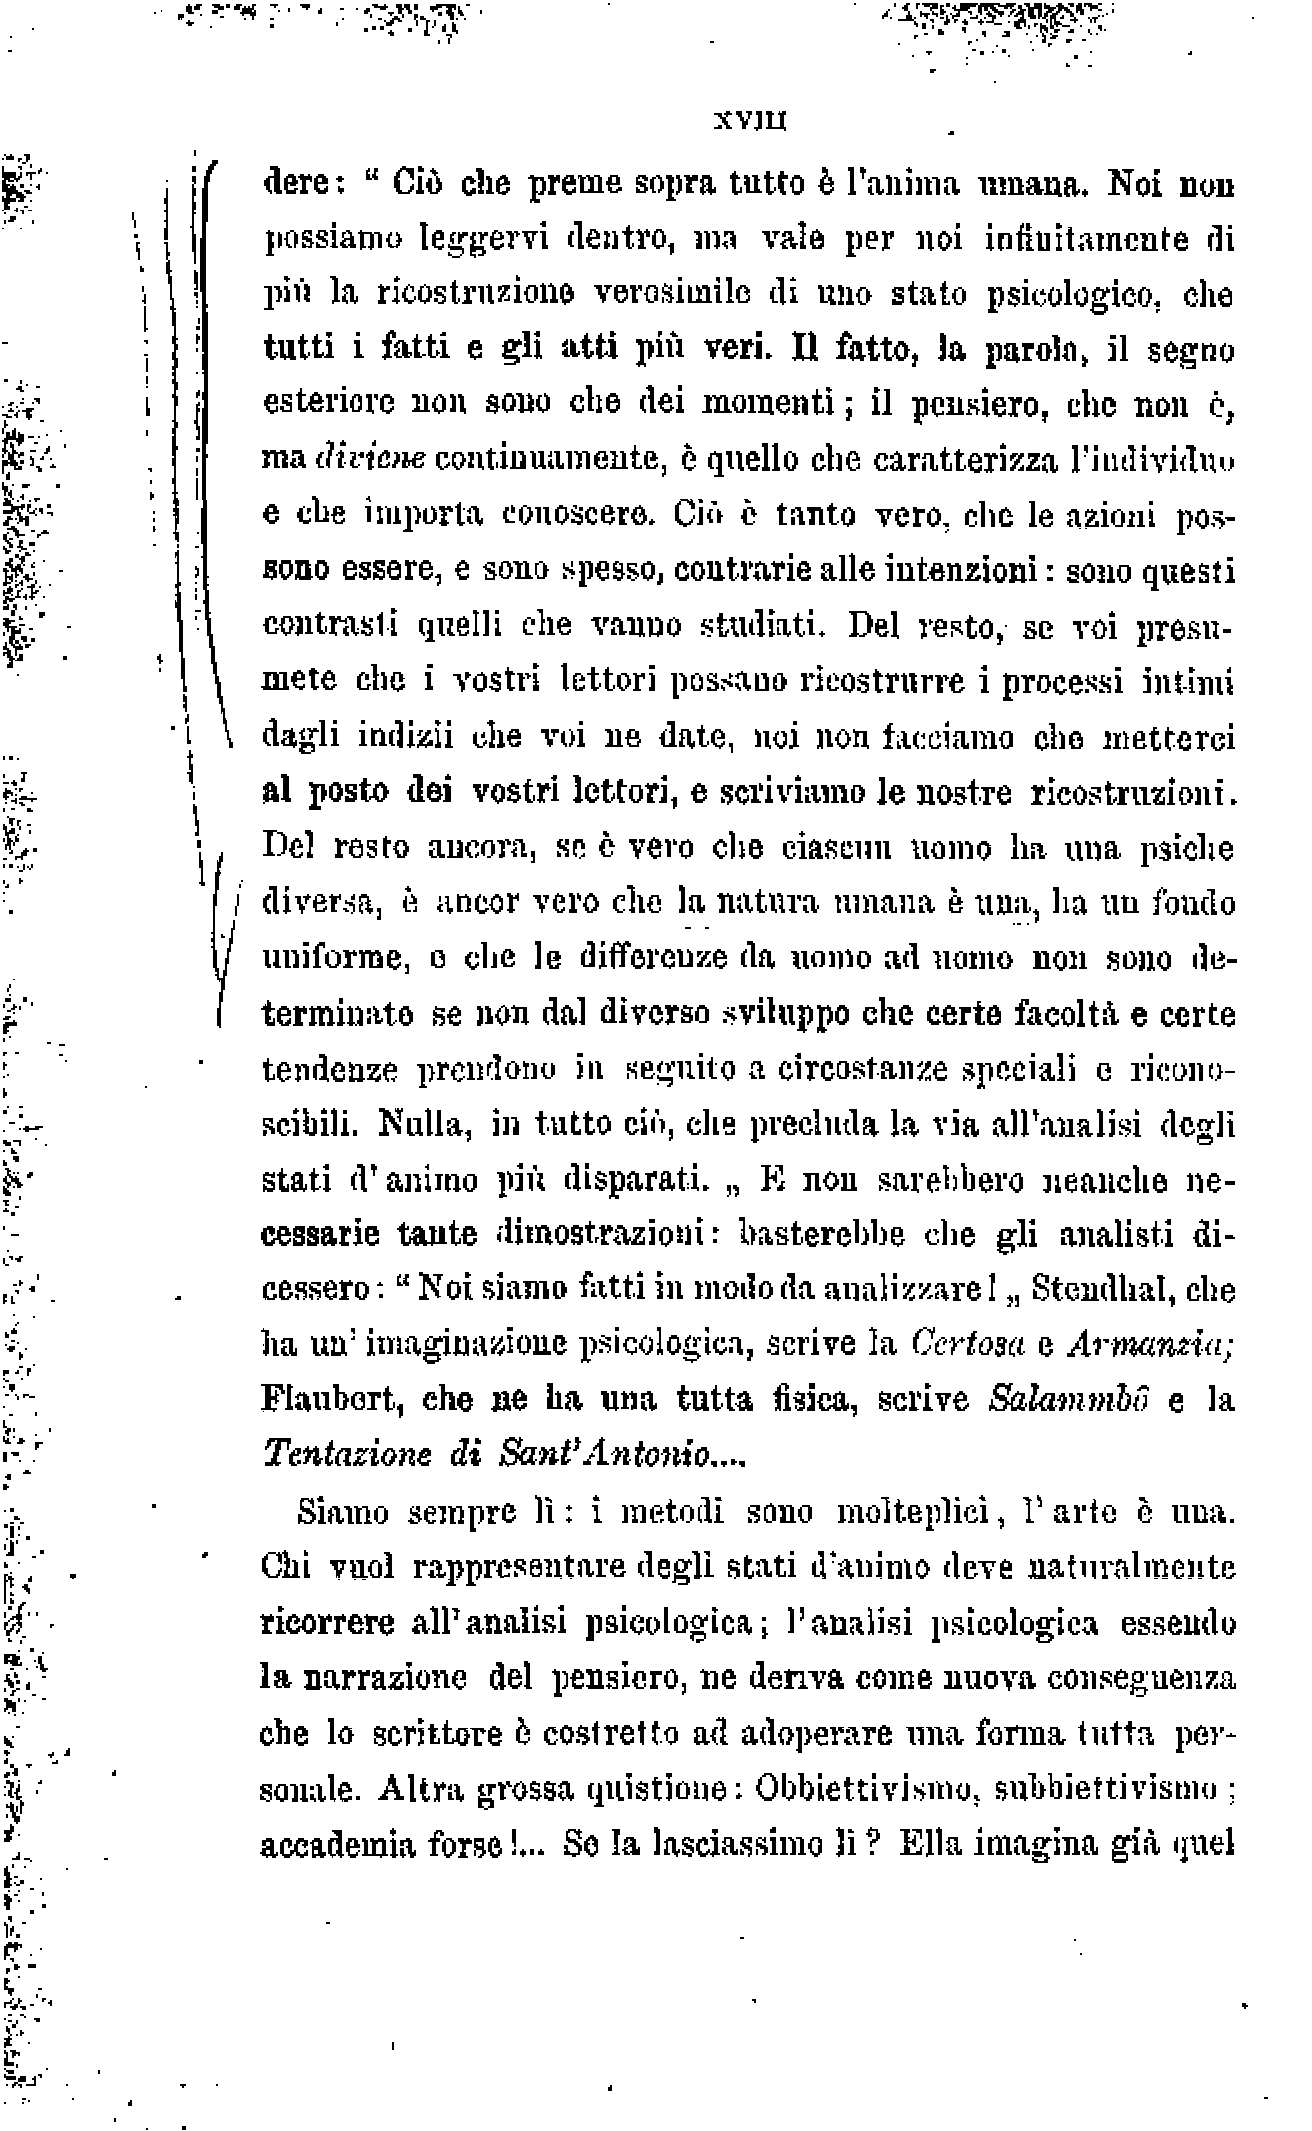 XVIII
dere: “ Ciò che preme sopra tutto è l'anima umana. Noi non
possiamo leggervi dentro, ma vale per noi infinitamente di
più la ricostruzione verosimile di uno stato psicologico, che
tutti i fatti e gli atti più veri. Il fatto, la parola, il segno
esteriore non sono che dei momenti; il pensiero, che non è,
ma diviene continuamente, è quello che caratterizza l'individuo
e che importa conoscere. Ciò è tanto vero, che le azioni pos-
sono essere, e sono spesso, contrarie alle intenzioni: sono questi
contrasti quelli che vanno studiati. Del resto, se voi presu-
mete che i vostri lettori possano ricostrurre i processi intimi
dagli indizii che voi ne date, noi non facciamo che metterci
al posto dei vostri lettori, e scriviamo le nostre ricostruzioni.
Del resto ancora, se è vero che ciascun uomo ha una psiche
diversa, è ancor vero che la natura umana è una, ha un fondo
uniforme, e che le differenze da uomo ad uomo non sono de-
terminate se non dal diverso sviluppo che certe facoltà e certe
tendenze prendono in seguito a circostanze speciali e ricono-
scibili. Nulla, in tutto ciò, che precluda la via all'analisi degli
stati d'animo più disparati. „ E non sarebbero neanche ne-
cessarie tante dimostrazioni: basterebbe che gli analisti di-
cessero: “ Noi siamo fatti in modo da analizzare! „ Stendhal, che
ha un' imaginazione psicologica, scrive la Certosa e Armanzia;
Flaubert, che ne ha una tutta fisica, scrive Salammbô e la
Tentazione di Sant'Antonio....
Siamo sempre lì: i metodi sono molteplici, l'arte è una.
Chi vuol rappresentare degli stati d'animo deve naturalmente
ricorrere all'analisi psicologica; l'analisi psicologica essendo
la narrazione del pensiero, ne deriva come nuova conseguenza
che lo scrittore è costretto ad adoperare una forma tutta per-
sonale. Altra grossa quistione: Obbiettivismo, subbiettivismo;
accademia forse!... Se la lasciassimo lì? Ella imagina già quel